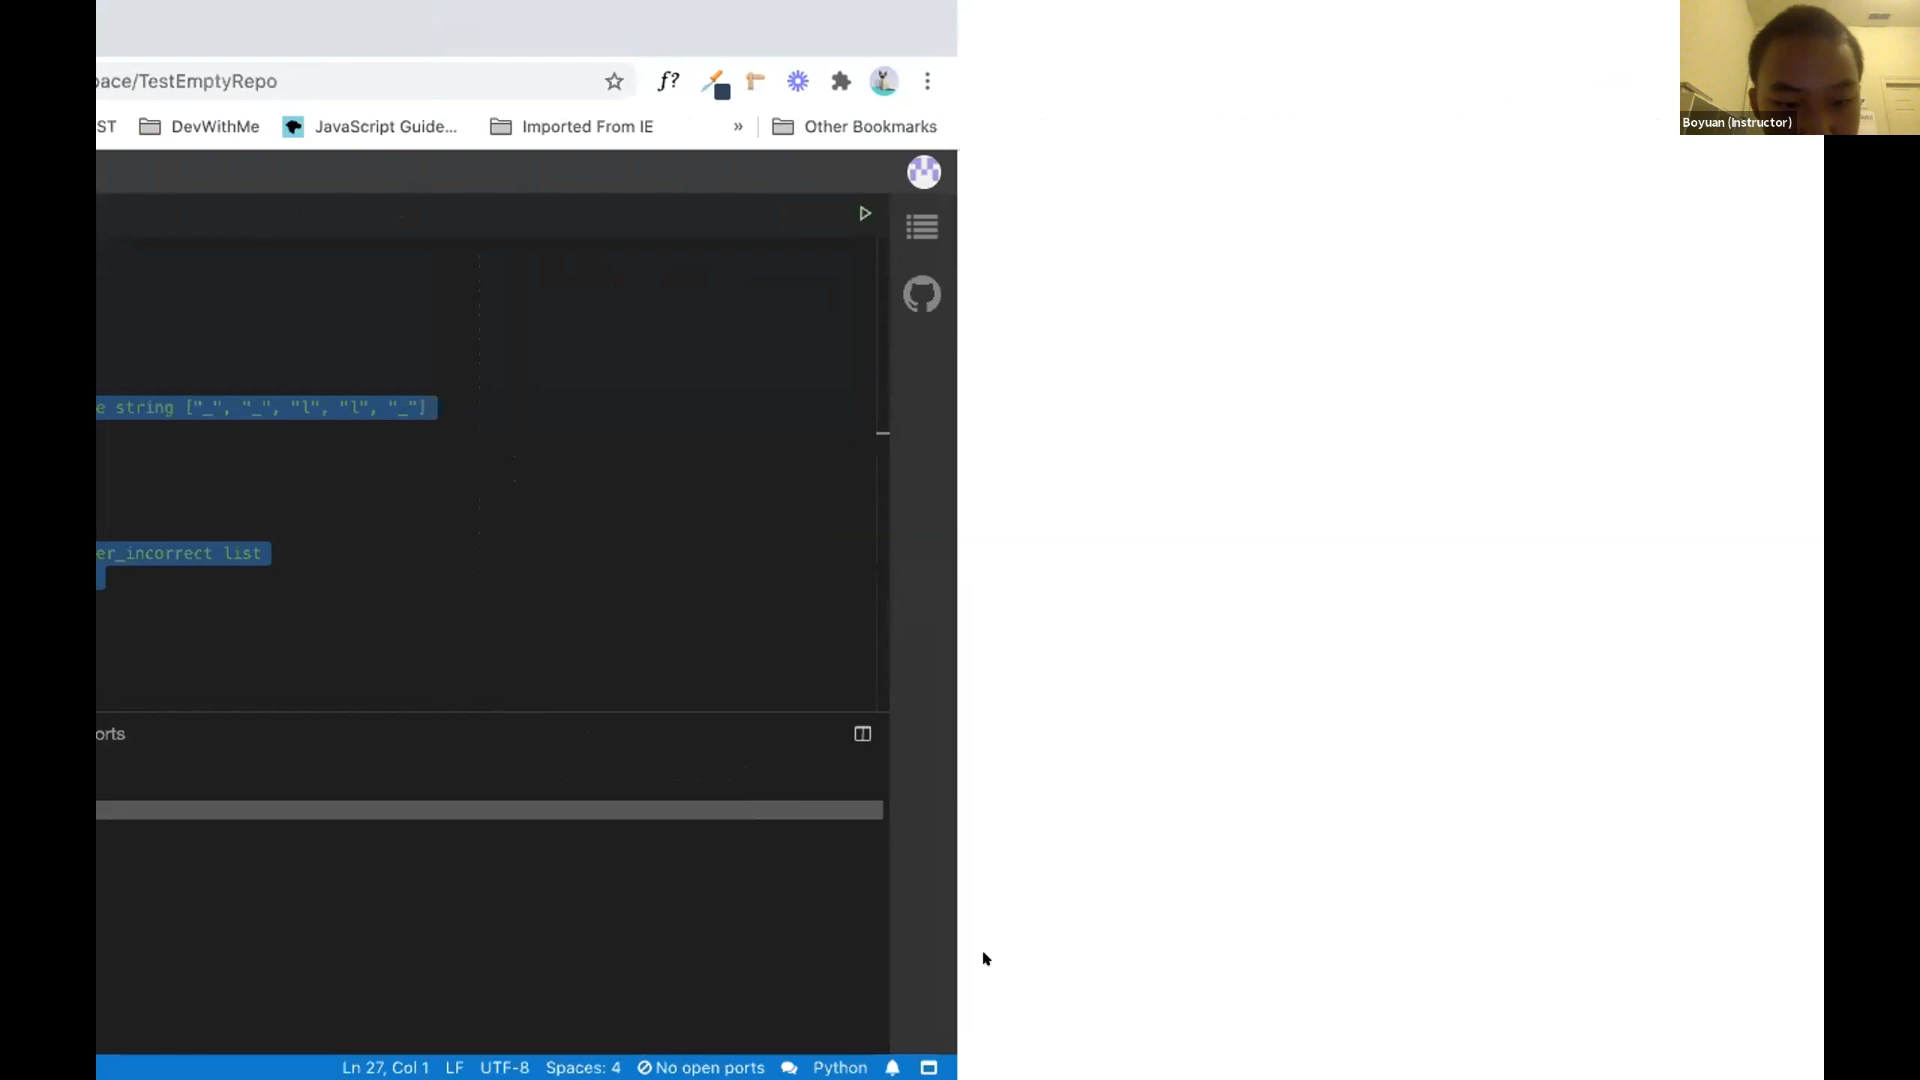 ace/TestEmptyRepo
f?
ST DevWithMe JavaScript Guide... Imported From IE » Other Bookmarks
Boyuan (Instructor)
e string ["_", "_", "l", "l", "_"]
er_incorrect list
orts
Ln 27, Col 1 LF UTF-8 Spaces: 4 No open ports Python